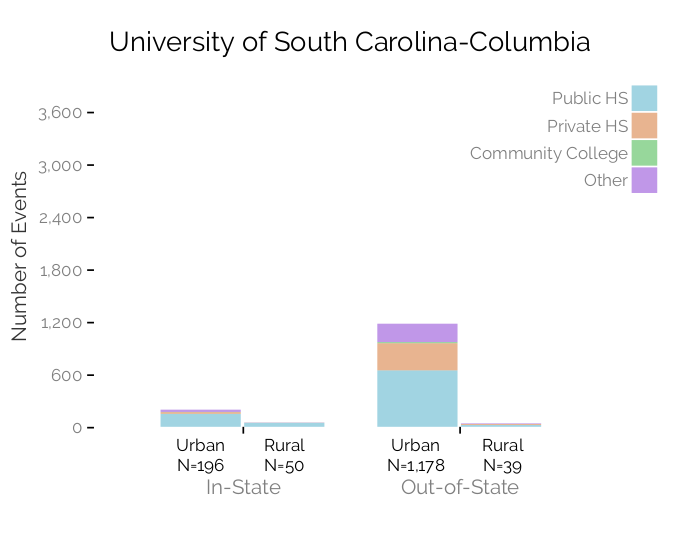 University of South Carolina-Columbia
Public HS
Private HS
Community College
Other
Number of Events
3,600
3,000
2,400
1,800
1,200
600
0
Urban Rural Urban Rural
N=196 N=50 N=1,178 N=39
In-State Out-of-State